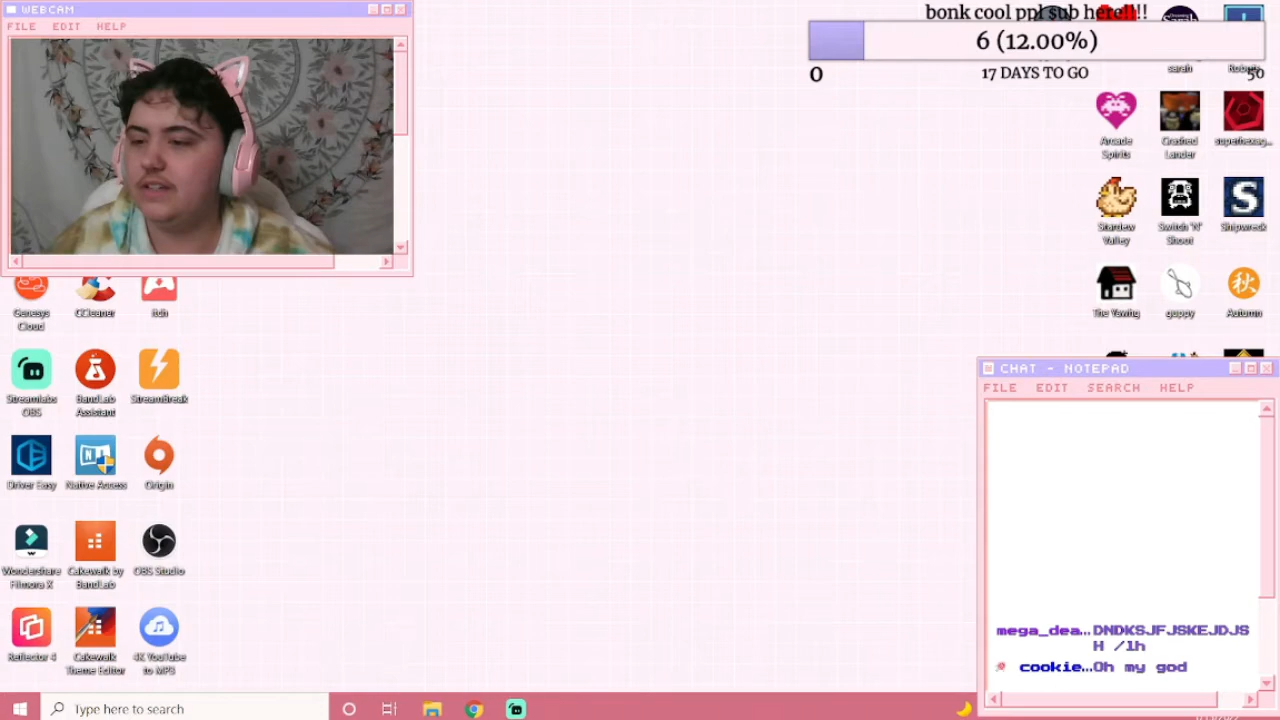 WEBCAM
FILE EDIT HELP
bonk cool ppl sub here!!!!
6 (12.00%)
0
17 DAYS TO GO
50
sarah
Arcade Spirits
Crashed Lander
superhexag...
Stardew Valley
Switch 'N' Shoot
Shipwreck
The Yawhg
guppy
Autumn
Genesys Cloud
CCleaner
itch
Streamlabs OBS
BandLab Assistant
StreamBreak
Driver Easy
Native Access
Origin
Wondershare Filmora X
Cakewalk by BandLab
OBS Studio
Reflector 4
Cakewalk Theme Editor
4K YouTube to MP3
CHAT - NOTEPAD
FILE EDIT SEARCH HELP
mega_dea... DNDKSJFJSKEJDJS
H /lh
cookie... Oh my god
Type here to search